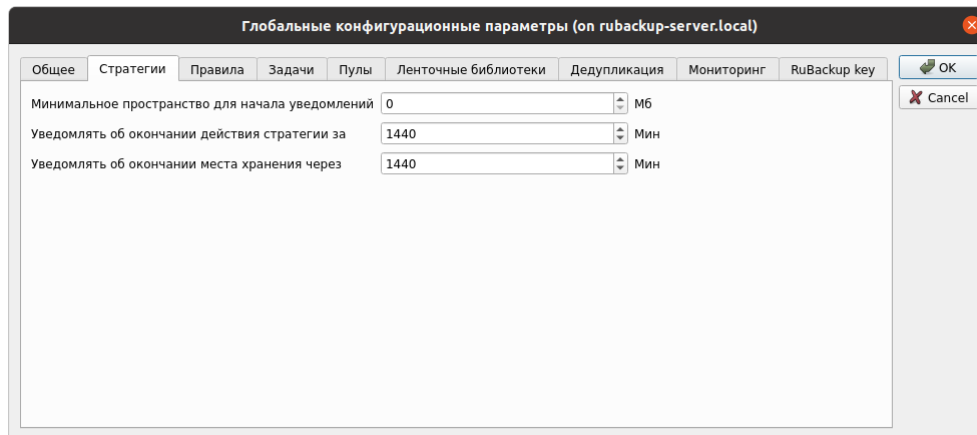 Глобальные конфигурационные параметры (on rubackup-server.local)
Общее Стратегии Правила Задачи Пулы Ленточные библиотеки Дедупликация Мониторинг RuBackup key OK
Cancel
Минимальное пространство для начала уведомлений 0 Мб
Уведомлять об окончании действия стратегии за 1440 Мин
Уведомлять об окончании места хранения через 1440 Мин